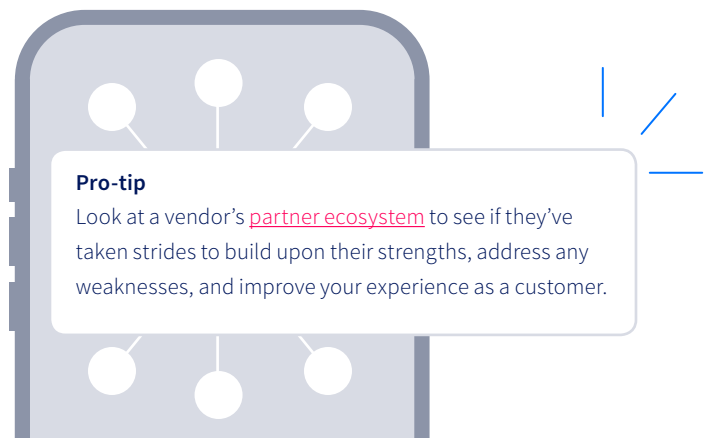 Pro-tip
Look at a vendor’s partner ecosystem to see if they’ve
taken strides to build upon their strengths, address any
weaknesses, and improve your experience as a customer.